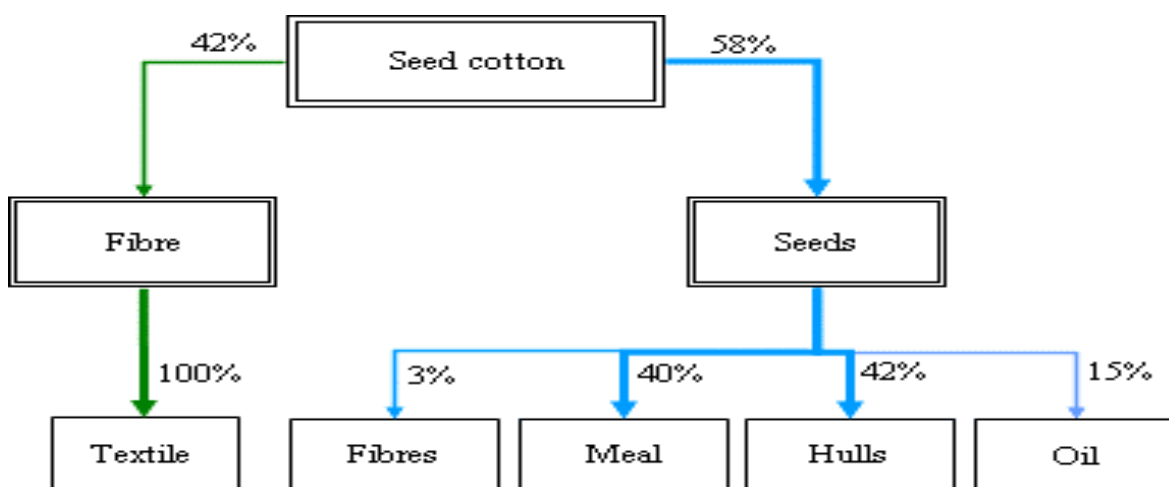 42%
Seed cotton
58%
Fibre
Seeds
100%
3%
40%
42%
15%
Textile
Fibres
Meal
Hulls
Oil